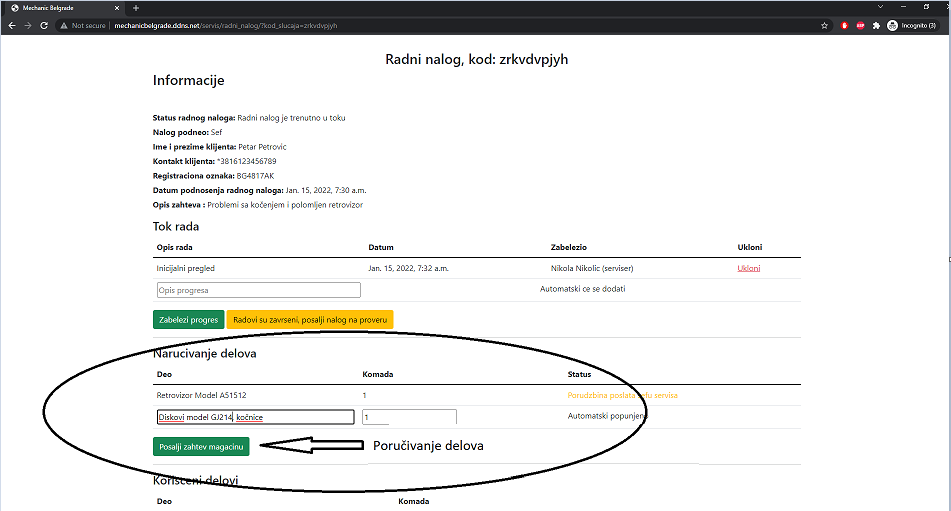 Mechanic Belgrade
Not secure | mechanicbelgrade.ddns.net/servis/radni_nalog/?kod_slucaja=zrkvdvpjyh
Incognito (3)
Radni nalog, kod: zrkvdvpjyh
Informacije
Status radnog naloga: Radni nalog je trenutno u toku
Nalog podneo: Sef
Ime i prezime klijenta: Petar Petrovic
Kontakt klijenta: *3816123456789
Registraciona oznaka: BG4817AK
Datum podnosenja radnog naloga: Jan. 15, 2022, 7:30 a.m.
Opis zahteva : Problemi sa kočenjem i polomljen retrovizor
Tok rada
Opis rada Datum Zabelezio Ukloni
Inicijalni pregled Jan. 15, 2022, 7:32 a.m. Nikola Nikolic (serviser) Ukloni
Opis progresa Automatski ce se dodati
Zabelezi progres Radovi su zavrseni, posalji nalog na proveru
Narucivanje delova
Deo Komada Status
Retrovizor Model A51512 1 Porudzbina poslata sefu servisa
Diskovi model GJ214 kočnice 1 Automatski popunjeno
Posalji zahtev magacinu Poručivanje delova
Korisceni delovi
Deo Komada